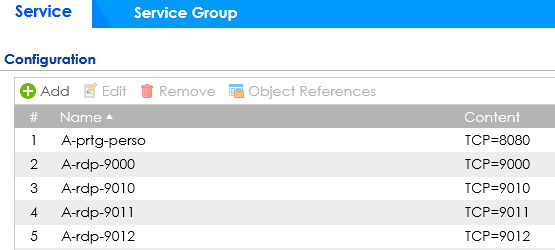 Service Service Group
Configuration
Add Edit Remove Object References
# Name Content
1 A-prtg-perso TCP=8080
2 A-rdp-9000 TCP=9000
3 A-rdp-9010 TCP=9010
4 A-rdp-9011 TCP=9011
5 A-rdp-9012 TCP=9012